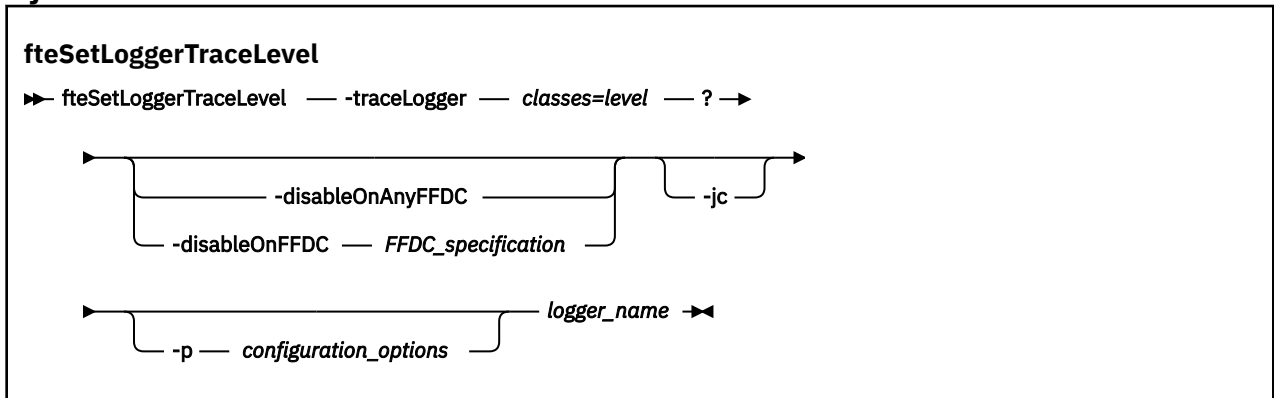 fteSetLoggerTraceLevel
fteSetLoggerTraceLevel -traceLogger classes=level ?
-disableOnAnyFFDC
-jc
-disableOnFFDC FFDC_specification
logger_name
-p configuration_options